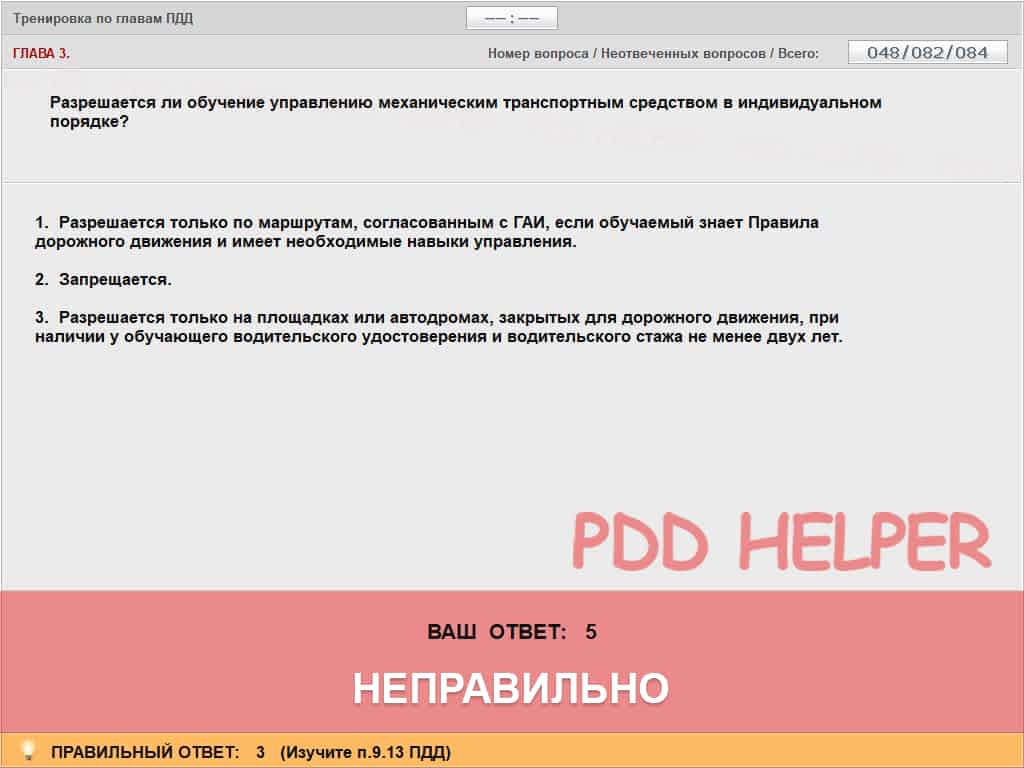 Тренировка по главам ПДД
—— : ——
ГЛАВА 3.
Номер вопроса / Неотвеченных вопросов / Всего: 048/082/084
Разрешается ли обучение управлению механическим транспортным средством в индивидуальном
порядке?
1. Разрешается только по маршрутам, согласованным с ГАИ, если обучаемый знает Правила
дорожного движения и имеет необходимые навыки управления.
2. Запрещается.
3. Разрешается только на площадках или автодромах, закрытых для дорожного движения, при
наличии у обучающего водительского удостоверения и водительского стажа не менее двух лет.
PDD HELPER
ВАШ ОТВЕТ: 5
НЕПРАВИЛЬНО
ПРАВИЛЬНЫЙ ОТВЕТ: 3 (Изучите п.9.13 ПДД)